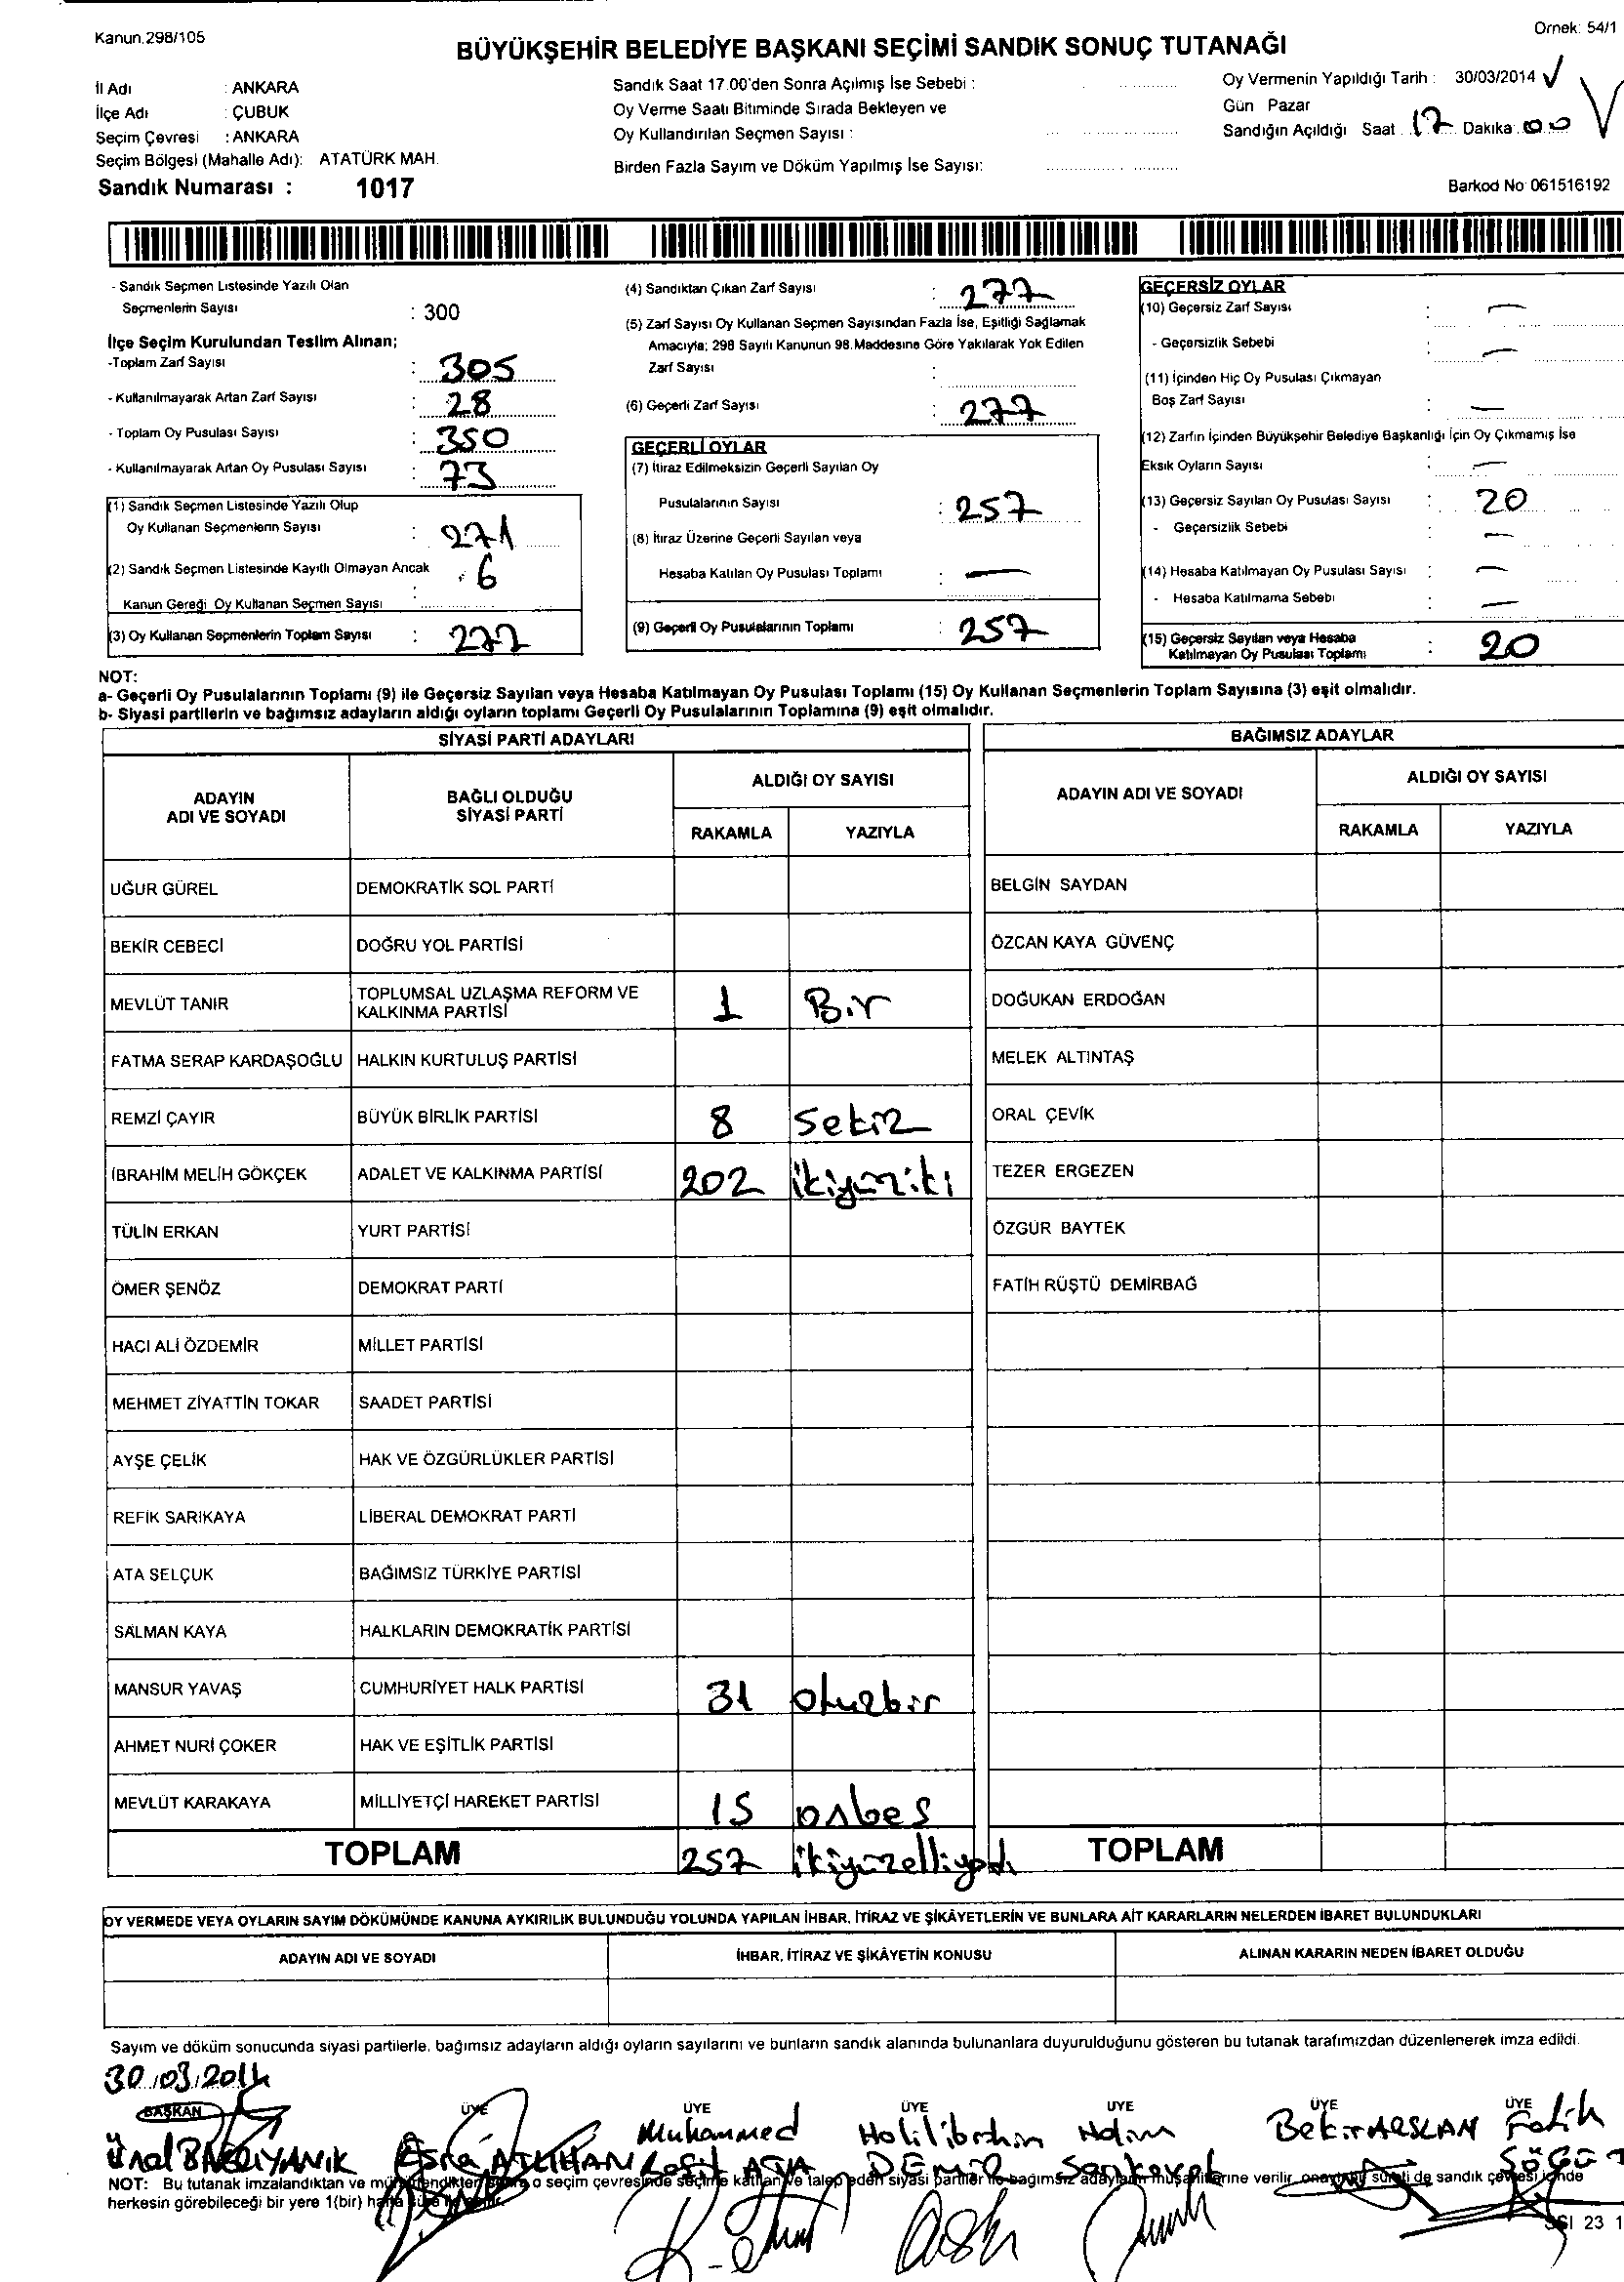 Kanun.298/105
Örnek: 54/1
BÜYÜKŞEHİR BELEDİYE BAŞKANI SEÇİMİ SANDIK SONUÇ TUTANAĞI
İl Adı : ANKARA
İlçe Adı : ÇUBUK
Seçim Çevresi : ANKARA
Seçim Bölgesi (Mahalle Adı): ATATÜRK MAH.
Sandık Numarası : 1017
Sandık Saat 17.00'den Sonra Açılmış İse Sebebi :
Oy Verme Saati Bitiminde Sırada Bekleyen ve
Oy Kullandırılan Seçmen Sayısı :
Birden Fazla Sayım ve Döküm Yapılmış İse Sayısı:
Oy Vermenin Yapıldığı Tarih : 30/03/2014
Gün Pazar
Sandığın Açıldığı Saat 17 Dakika 00
Barkod No 061516192
- Sandık Seçmen Listesinde Yazılı Olan
Seçmenlerin Sayısı : 300
İlçe Seçim Kurulundan Teslim Alınan;
-Toplam Zarf Sayısı : 305
- Kullanılmayarak Artan Zarf Sayısı : 28
- Toplam Oy Pusulası Sayısı : 350
- Kullanılmayarak Artan Oy Pusulası Sayısı : 73
(1) Sandık Seçmen Listesinde Yazılı Olup
Oy Kullanan Seçmenlerin Sayısı : 271
(2) Sandık Seçmen Listesinde Kayıtlı Olmayan Ancak
Kanun Gereği Oy Kullanan Seçmen Sayısı : 6
(3) Oy Kullanan Seçmenlerin Toplam Sayısı : 277
(4) Sandıktan Çıkan Zarf Sayısı : 277
(5) Zarf Sayısı Oy Kullanan Seçmen Sayısından Fazla İse, Eşitliği Sağlamak
Amacıyla; 298 Sayılı Kanunun 98.Maddesine Göre Yakılarak Yok Edilen
Zarf Sayısı :
(6) Geçerli Zarf Sayısı : 277
GEÇERLİ OYLAR
(7) İtiraz Edilmeksizin Geçerli Sayılan Oy
Pusulalarının Sayısı : 257
(8) İtiraz Üzerine Geçerli Sayılan veya
Hesaba Katılan Oy Pusulası Toplamı : —
(9) Geçerli Oy Pusulalarının Toplamı : 257
GEÇERSİZ OYLAR
(10) Geçersiz Zarf Sayısı : —
- Geçersizlik Sebebi : —
(11) İçinden Hiç Oy Pusulası Çıkmayan
Boş Zarf Sayısı : —
(12) Zarfın İçinden Büyükşehir Belediye Başkanlığı İçin Oy Çıkmamış İse
Eksik Oyların Sayısı : —
(13) Geçersiz Sayılan Oy Pusulası Sayısı : 20
- Geçersizlik Sebebi : —
(14) Hesaba Katılmayan Oy Pusulası Sayısı : —
- Hesaba Katılmama Sebebi : —
(15) Geçersiz Sayılan veya Hesaba
Katılmayan Oy Pusulası Toplamı : 20
NOT:
a- Geçerli Oy Pusulalarının Toplamı (9) ile Geçersiz Sayılan veya Hesaba Katılmayan Oy Pusulası Toplamı (15) Oy Kullanan Seçmenlerin Toplam Sayısına (3) eşit olmalıdır.
b- Siyasi partilerin ve bağımsız adayların aldığı oyların toplamı Geçerli Oy Pusulalarının Toplamına (9) eşit olmalıdır.
SİYASİ PARTİ ADAYLARI
ADAYIN ADI VE SOYADI BAĞLI OLDUĞU SİYASİ PARTİ ALDIĞI OY SAYISI
RAKAMLA YAZIYLA
UĞUR GÜREL DEMOKRATİK SOL PARTİ
BEKİR CEBECİ DOĞRU YOL PARTİSİ
MEVLÜT TANIR TOPLUMSAL UZLAŞMA REFORM VE KALKINMA PARTİSİ 1 Bir
FATMA SERAP KARDAŞOĞLU HALKIN KURTULUŞ PARTİSİ
REMZİ ÇAYIR BÜYÜK BİRLİK PARTİSİ 8 Sekiz
İBRAHİM MELİH GÖKÇEK ADALET VE KALKINMA PARTİSİ 202 ikiyüziki
TÜLİN ERKAN YURT PARTİSİ
ÖMER ŞENÖZ DEMOKRAT PARTİ
HACI ALİ ÖZDEMİR MİLLET PARTİSİ
MEHMET ZİYATTİN TOKAR SAADET PARTİSİ
AYŞE ÇELİK HAK VE ÖZGÜRLÜKLER PARTİSİ
REFİK SARIKAYA LİBERAL DEMOKRAT PARTİ
ATA SELÇUK BAĞIMSIZ TÜRKİYE PARTİSİ
SALMAN KAYA HALKLARIN DEMOKRATİK PARTİSİ
MANSUR YAVAŞ CUMHURİYET HALK PARTİSİ 31 otuzbir
AHMET NURİ ÇOKER HAK VE EŞİTLİK PARTİSİ
MEVLÜT KARAKAYA MİLLİYETÇİ HAREKET PARTİSİ 15 onbeş
TOPLAM 257 ikiyüzelliyedi
BAĞIMSIZ ADAYLAR
ADAYIN ADI VE SOYADI ALDIĞI OY SAYISI
RAKAMLA YAZIYLA
BELGİN SAYDAN
ÖZCAN KAYA GÜVENÇ
DOĞUKAN ERDOĞAN
MELEK ALTINTAŞ
ORAL ÇEVİK
TEZER ERGEZEN
ÖZGÜR BAYTEK
FATİH RÜŞTÜ DEMİRBAĞ
TOPLAM
OY VERMEDE VEYA OYLARIN SAYIM DÖKÜMÜNDE KANUNA AYKIRILIK BULUNDUĞU YOLUNDA YAPILAN İHBAR, İTİRAZ VE ŞİKÂYETLERİN VE BUNLARA AİT KARARLARIN NELERDEN İBARET BULUNDUKLARI
ADAYIN ADI VE SOYADI İHBAR, İTİRAZ VE ŞİKÂYETİN KONUSU ALINAN KARARIN NEDEN İBARET OLDUĞU
Sayım ve döküm sonucunda siyasi partilerle, bağımsız adayların aldığı oyların sayılarını ve bunların sandık alanında bulunanlara duyurulduğunu gösteren bu tutanak tarafımızdan düzenlenerek imza edildi.
30.03.2014
BAŞKAN ÜYE ÜYE ÜYE ÜYE ÜYE ÜYE
Ünal Esra ATLIHAN Muhammed Halilibrahim DEMİR Bekir ARSLAN Fatih
NOT: Bu tutanak imzalandıktan ve mühürlendikten sonra o seçim çevresinde seçime katılan ve talep eden siyasi partiler ile bağımsız adayların müşahitlerine verilir, onaylı bir sureti de sandık çevresi içinde
herkesin görebileceği bir yere 1(bir) hafta süre ile asılır.
23 1